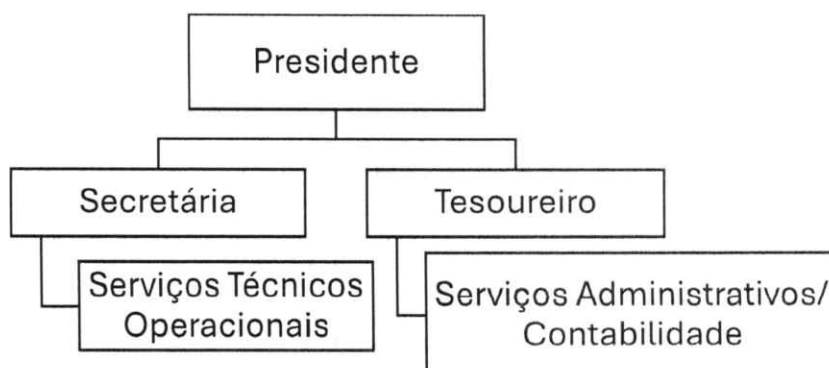 Presidente
Secretária
Tesoureiro
Serviços Técnicos
Operacionais
Serviços Administrativos/
Contabilidade